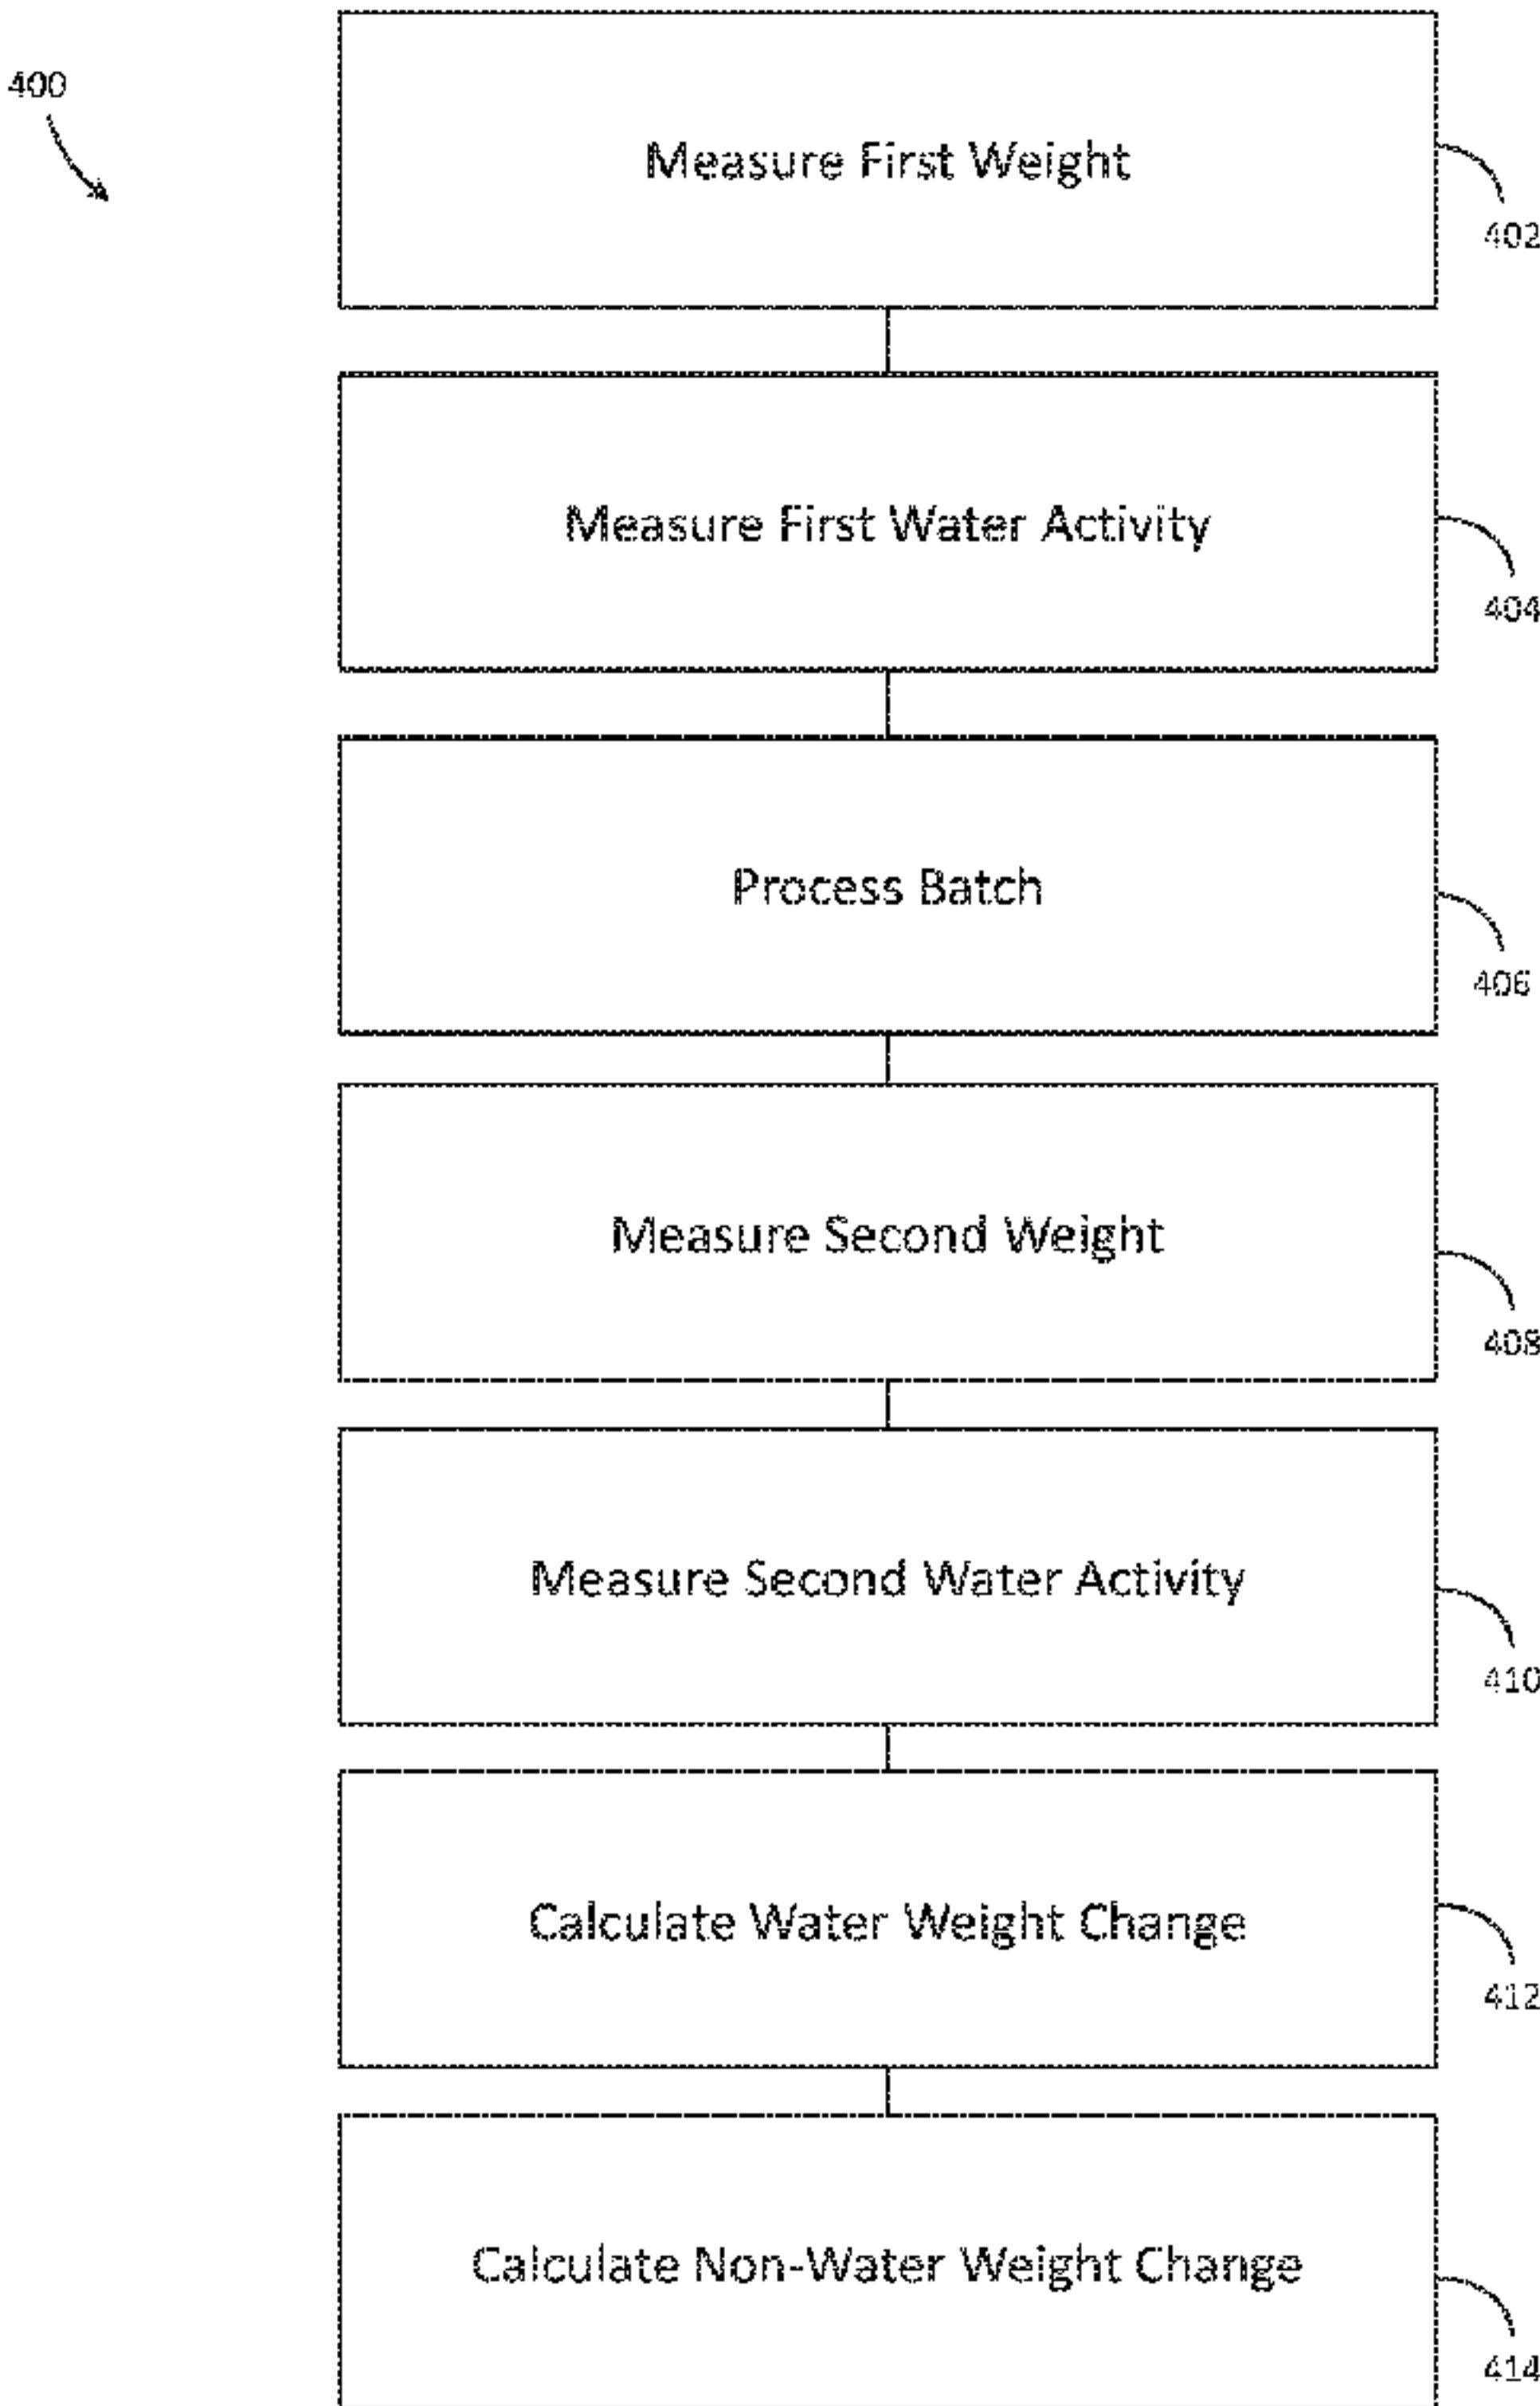 400
Measure First Weight
402
Measure First Water Activity
404
Process Batch
406
Measure Second Weight
408
Measure Second Water Activity
410
Calculate Water Weight Change
412
Calculate Non-Water Weight Change
414